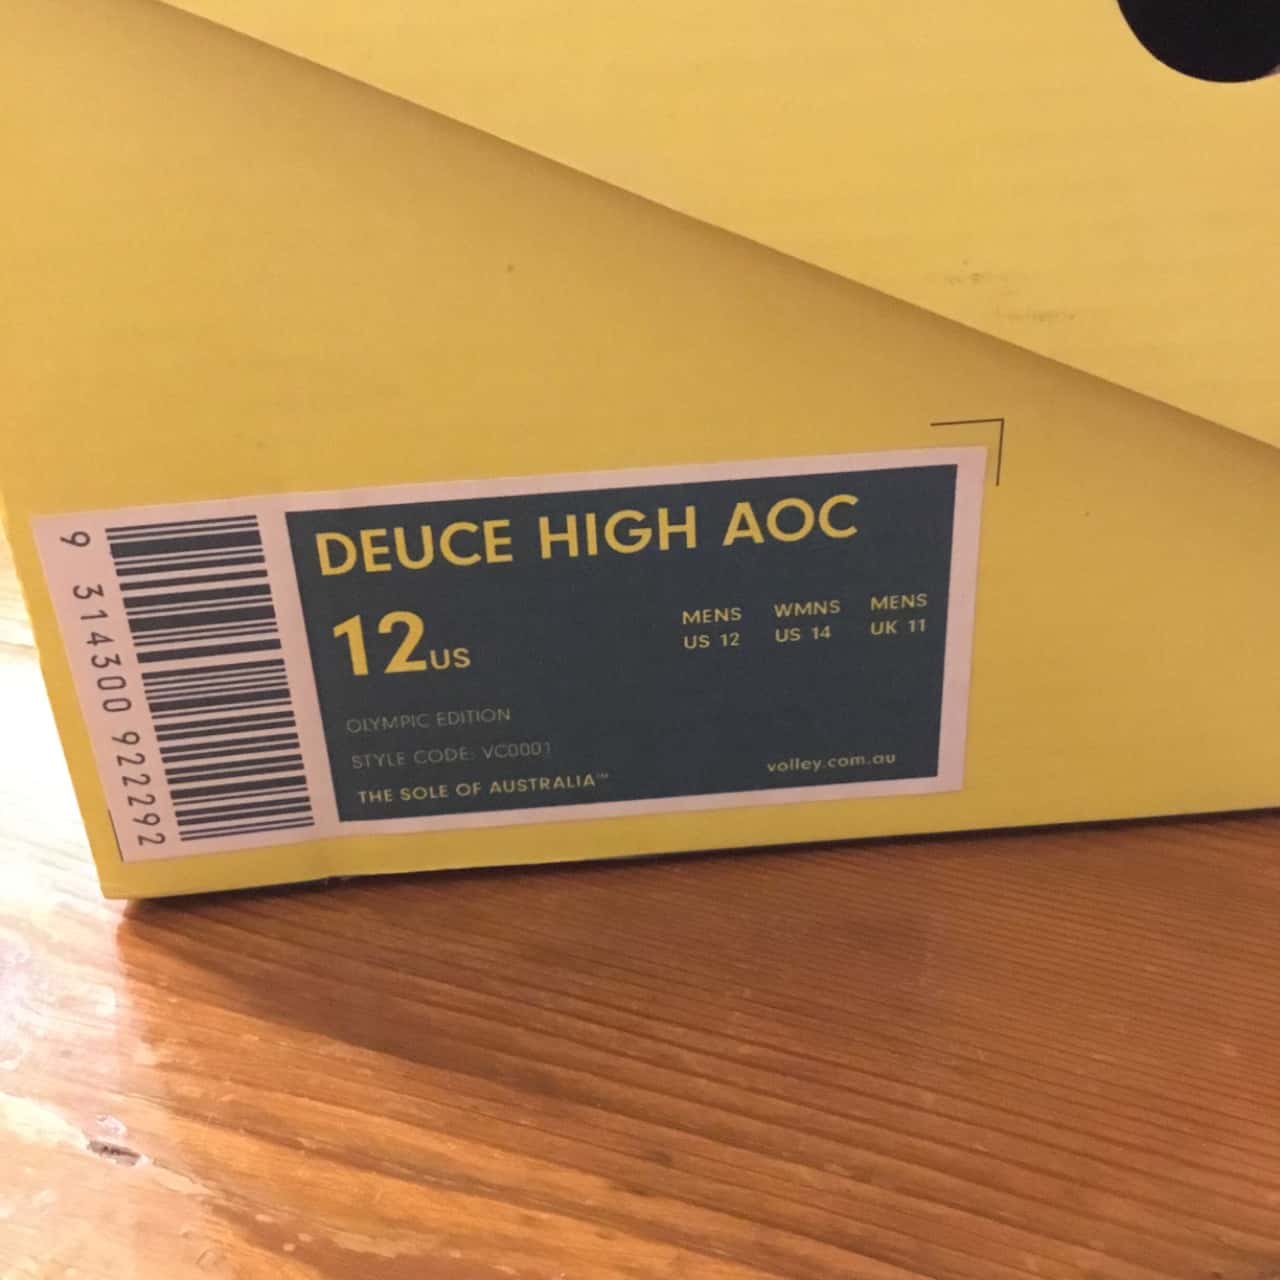 DEUCE HIGH AOC
12US
MENS WMNS MENS
US 12 US 14 UK 11
OLYMPIC EDITION
STYLE CODE: VC0001
THE SOLE OF AUSTRALIA™
volley.com.au
9 314300 922292